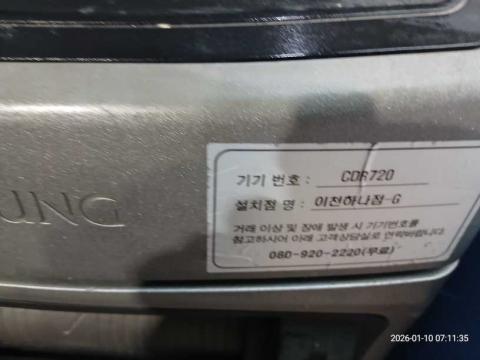 기기 번호 : CDR720
UNG
설치점 명 : 이천하나점-G
거래 이상 및 장애 발생 시 기기번호를
참고하시어 아래 고객상담실로 연락바랍니다.
080-920-2220(무료)
2026-01-10 07:11:35